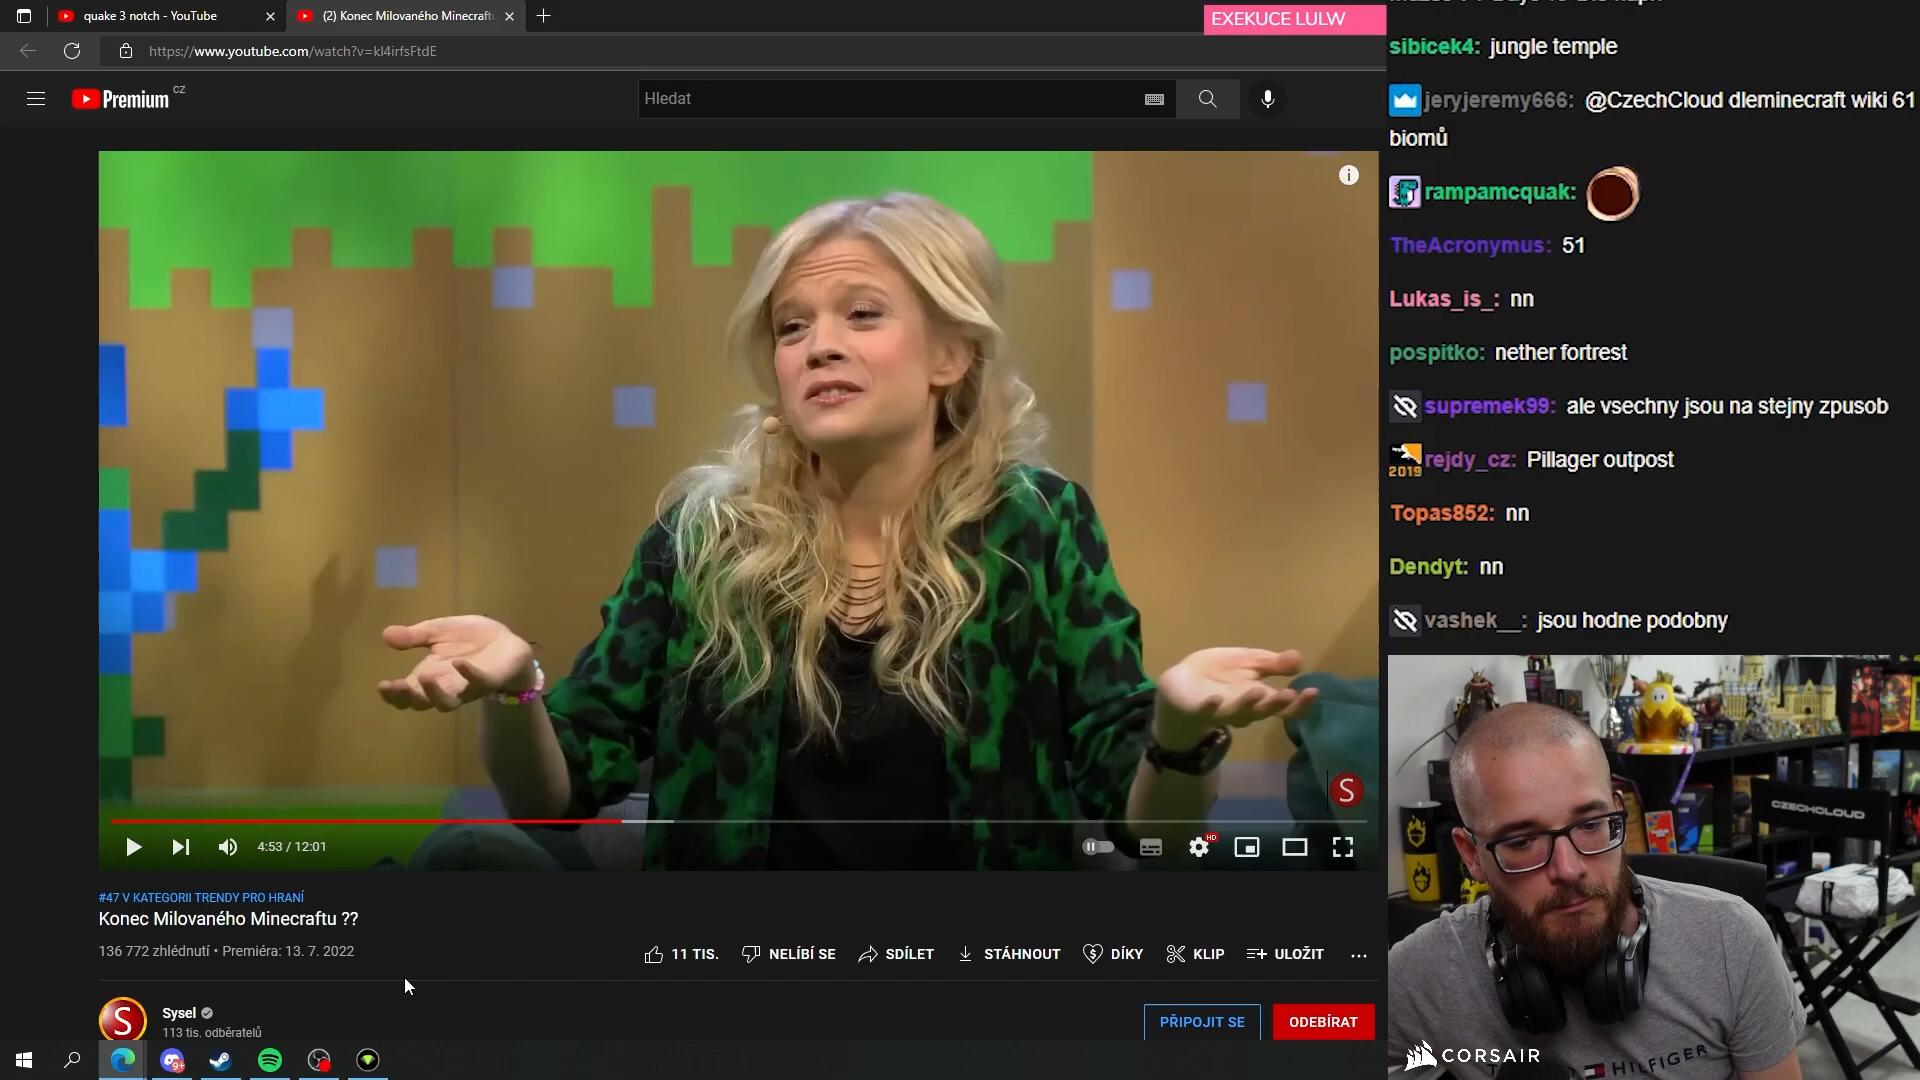 quake 3 notch - YouTube
(2) Konec Milovaného Minecraftu
EXEKUCE LULW
https://www.youtube.com/watch?v=kl4irfsFtdE
Premium CZ
Hledat
sibicek4: jungle temple
jeryjeremy666: @CzechCloud dleminecraft wiki 61
biomů
rampamcquak:
TheAcronymus: 51
Lukas_is_: nn
pospitko: nether fortrest
supremek99: ale vsechny jsou na stejny zpusob
2019 rejdy_cz: Pillager outpost
Topas852: nn
Dendyt: nn
vashek__: jsou hodne podobny
S
4:53 / 12:01
HD
#47 V KATEGORII TRENDY PRO HRANÍ
Konec Milovaného Minecraftu ??
136 772 zhlédnutí • Premiéra: 13. 7. 2022
11 TIS.
NELÍBÍ SE
SDÍLET
STÁHNOUT
DÍKY
KLIP
ULOŽIT
S
Sysel
113 tis. odběratelů
PŘIPOJIT SE
ODEBÍRAT
9+
CZECHCLOUD
CORSAIR
HILFIGER